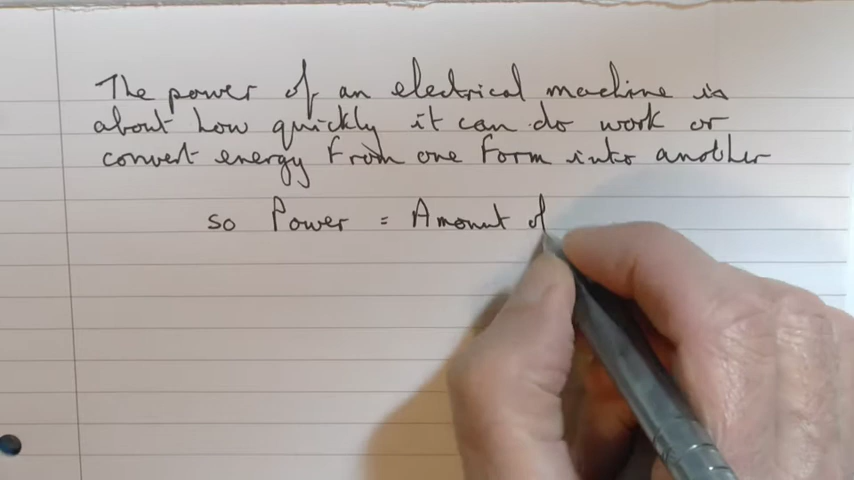 The power of an electrical machine is
about how quickly it can do work or
convert energy from one form into another
so Power = Amount of